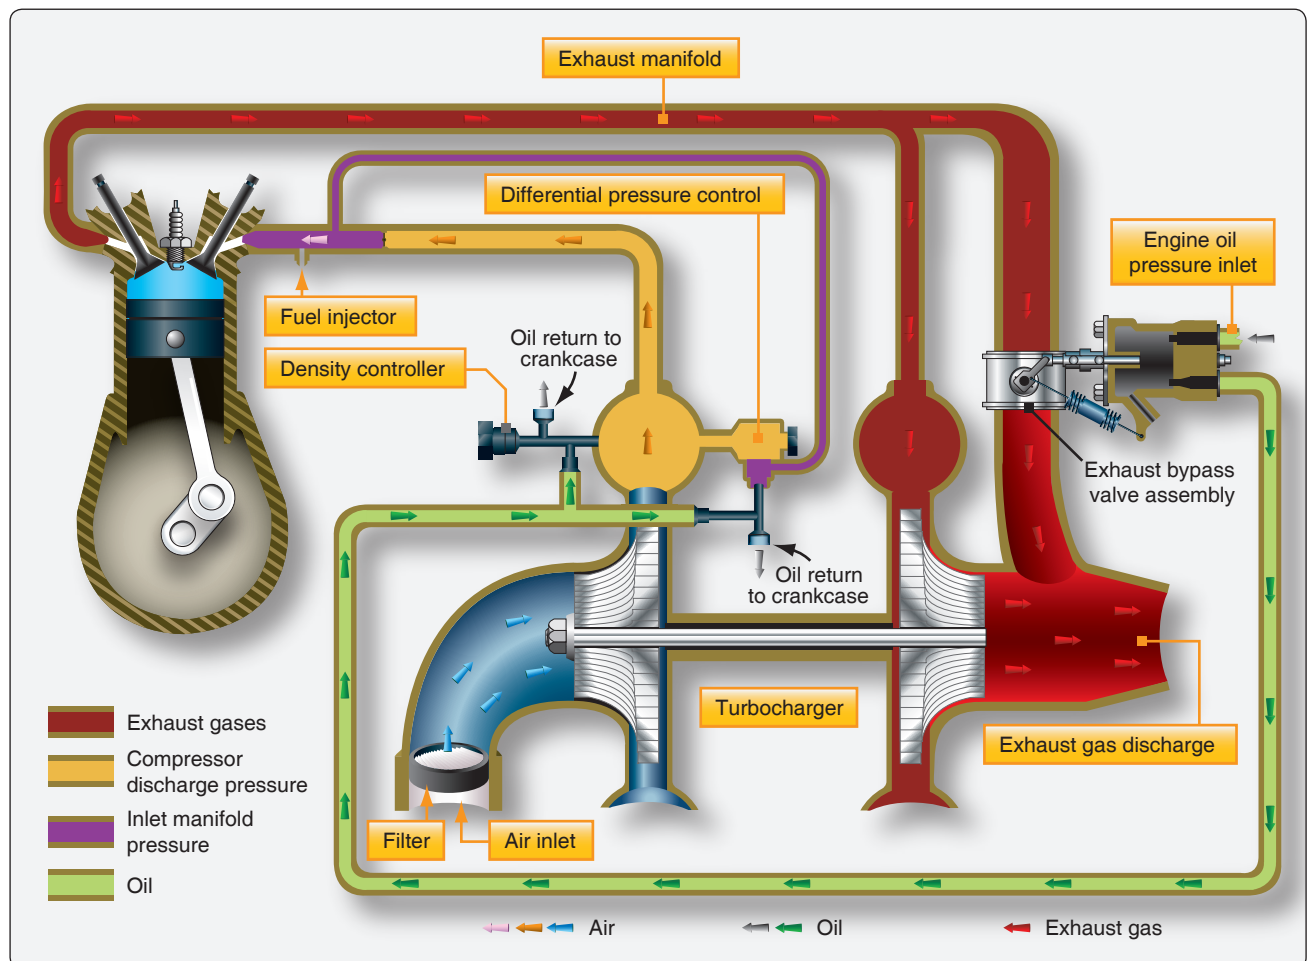 Exhaust manifold
Differential pressure control
Engine oil
pressure inlet
Fuel injector
Oil return to
crankcase
Density controller
Exhaust bypass
valve assembly
Oil return
to crankcase
Turbocharger
Exhaust gas discharge
Exhaust gases
Compressor
discharge pressure
Inlet manifold
pressure
Oil
Filter
Air inlet
Air
Oil
Exhaust gas